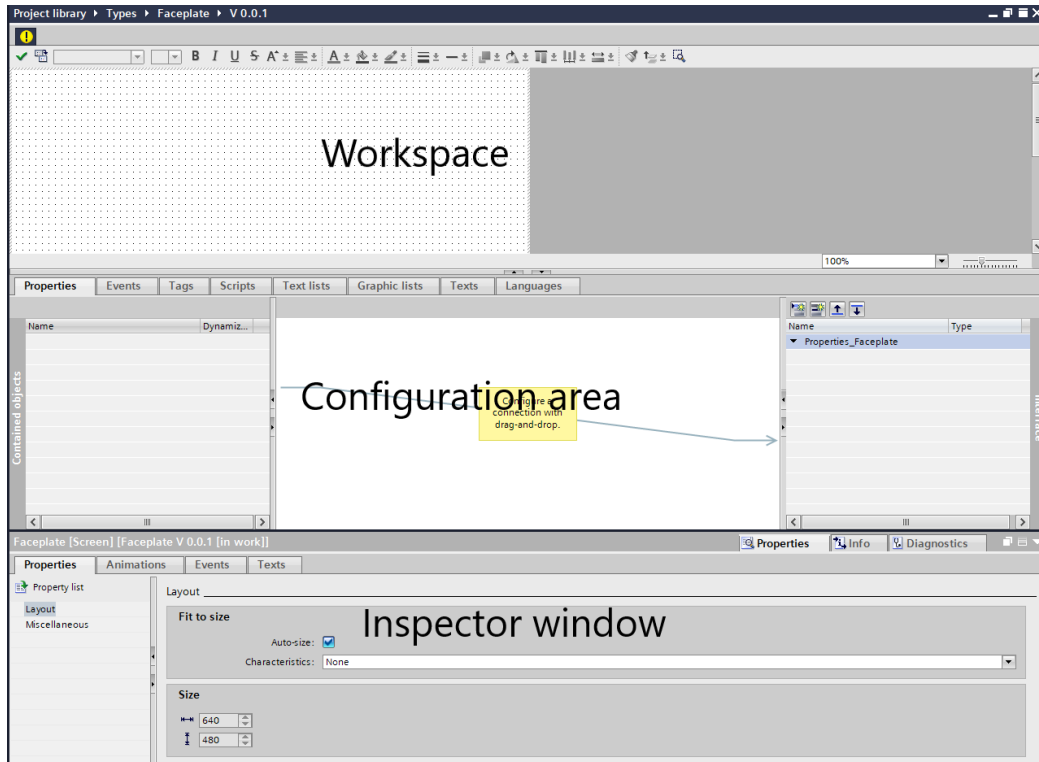 Project library ▸ Types ▸ Faceplate ▸ V 0.0.1
B I U S A A
Workspace
100%
Properties Events Tags Scripts Text lists Graphic lists Texts Languages
Name Dynamiz...
Name Type
Properties_Faceplate
Contained objects
Configuration area
Configure a
connection with
drag-and-drop.
Interface
Faceplate [Screen] [Faceplate V 0.0.1 [in work]]
Properties Info Diagnostics
Properties Animations Events Texts
Property list
Layout
Miscellaneous
Layout
Fit to size
Inspector window
Auto-size:
Characteristics: None
Size
640
480